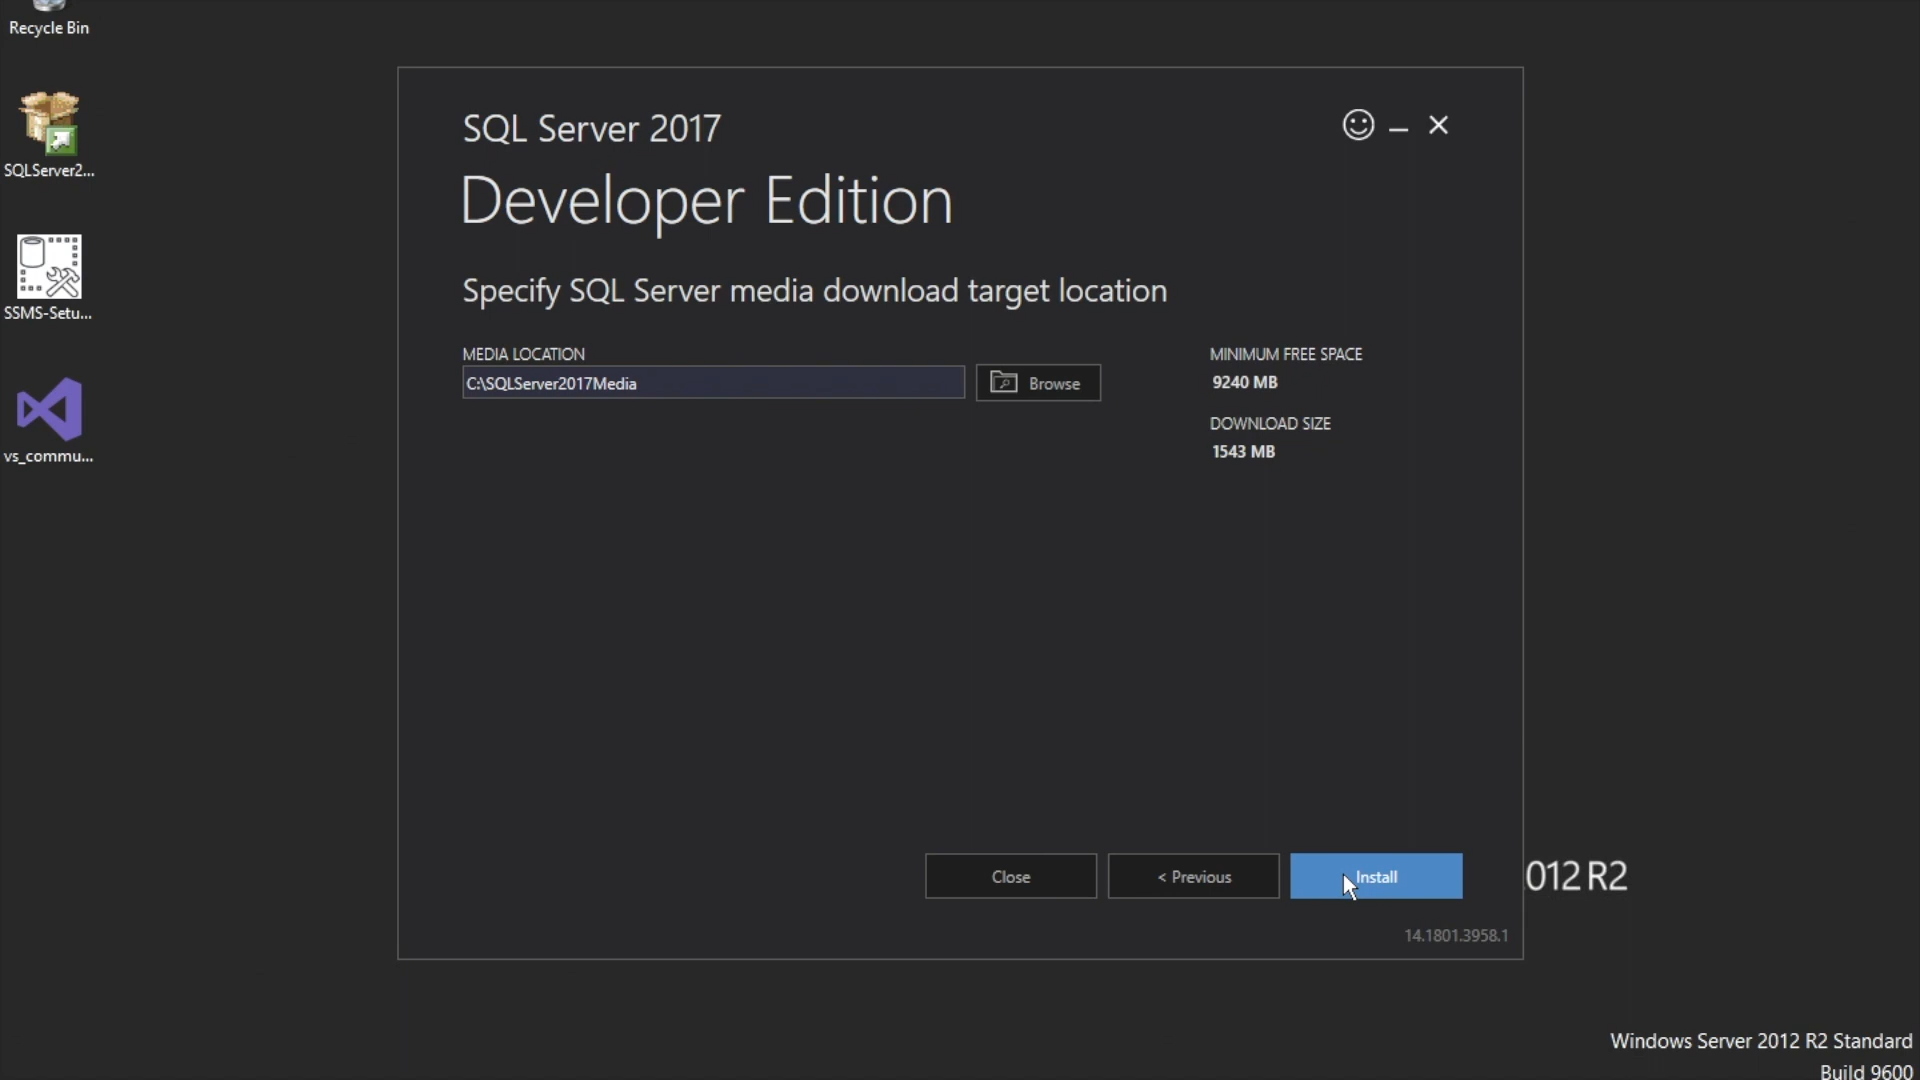 Recycle Bin
SQLServer2...
SSMS-Setu...
vs_commu...
SQL Server 2017
Developer Edition
Specify SQL Server media download target location
MEDIA LOCATION
C:\SQLServer2017Media
Browse
MINIMUM FREE SPACE
9240 MB
DOWNLOAD SIZE
1543 MB
Close
< Previous
Install
14.1801.3958.1
012 R2
Windows Server 2012 R2 Standard
Build 9600